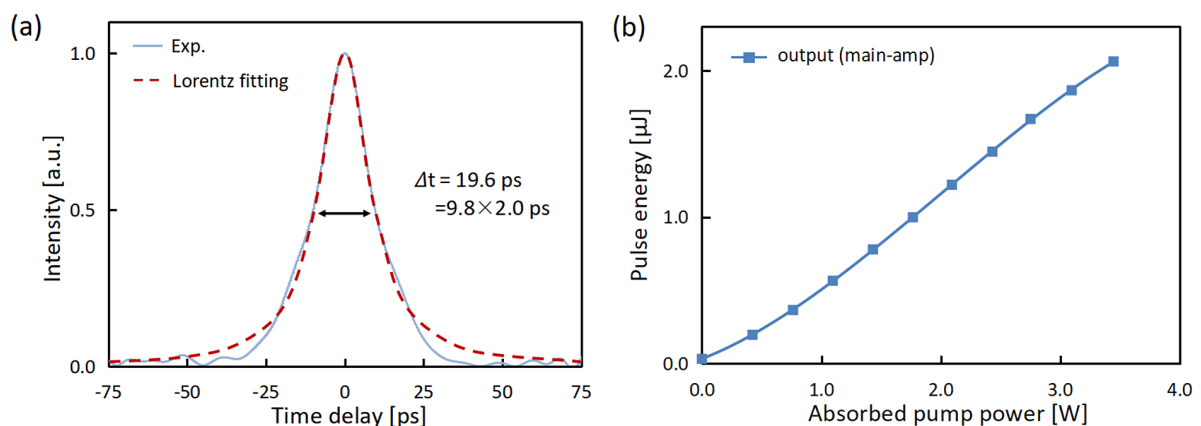 (a)
Exp.
Lorentz fitting
Δt = 19.6 ps
=9.8×2.0 ps
Intensity [a.u.]
1.0
0.5
0.0
-75 -50 -25 0 25 50 75
Time delay [ps]
(b)
output (main-amp)
Pulse energy [μJ]
2.0
1.0
0.0
0.0 1.0 2.0 3.0 4.0
Absorbed pump power [W]